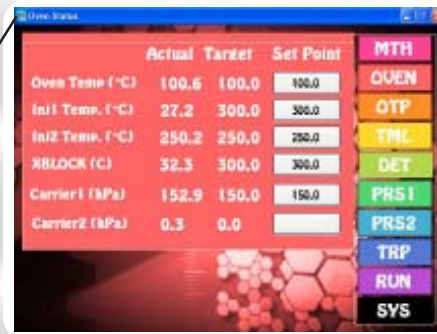 Oven Status
Actual Target Set Point
Oven Temp (°C) 100.6 100.0 100.0
Inj1 Temp. (°C) 27.2 300.0 300.0
Inj2 Temp. (°C) 250.2 250.0 250.0
XBLOCK (C) 32.3 300.0 300.0
Carrier1 (kPa) 152.9 150.0 150.0
Carrier2 (kPa) 0.3 0.0
MTH
OVEN
OTP
TML
DET
PRS1
PRS2
TRP
RUN
SYS